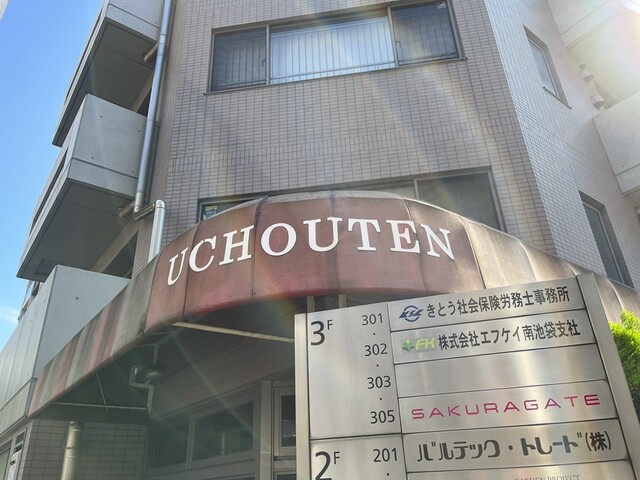 UCHOUTEN
3F
301
302
303
305
きとう社会保険労務士事務所
FK 株式会社エフケイ南池袋支社
SAKURAGATE
バルテック・トレード(株)
2F
201